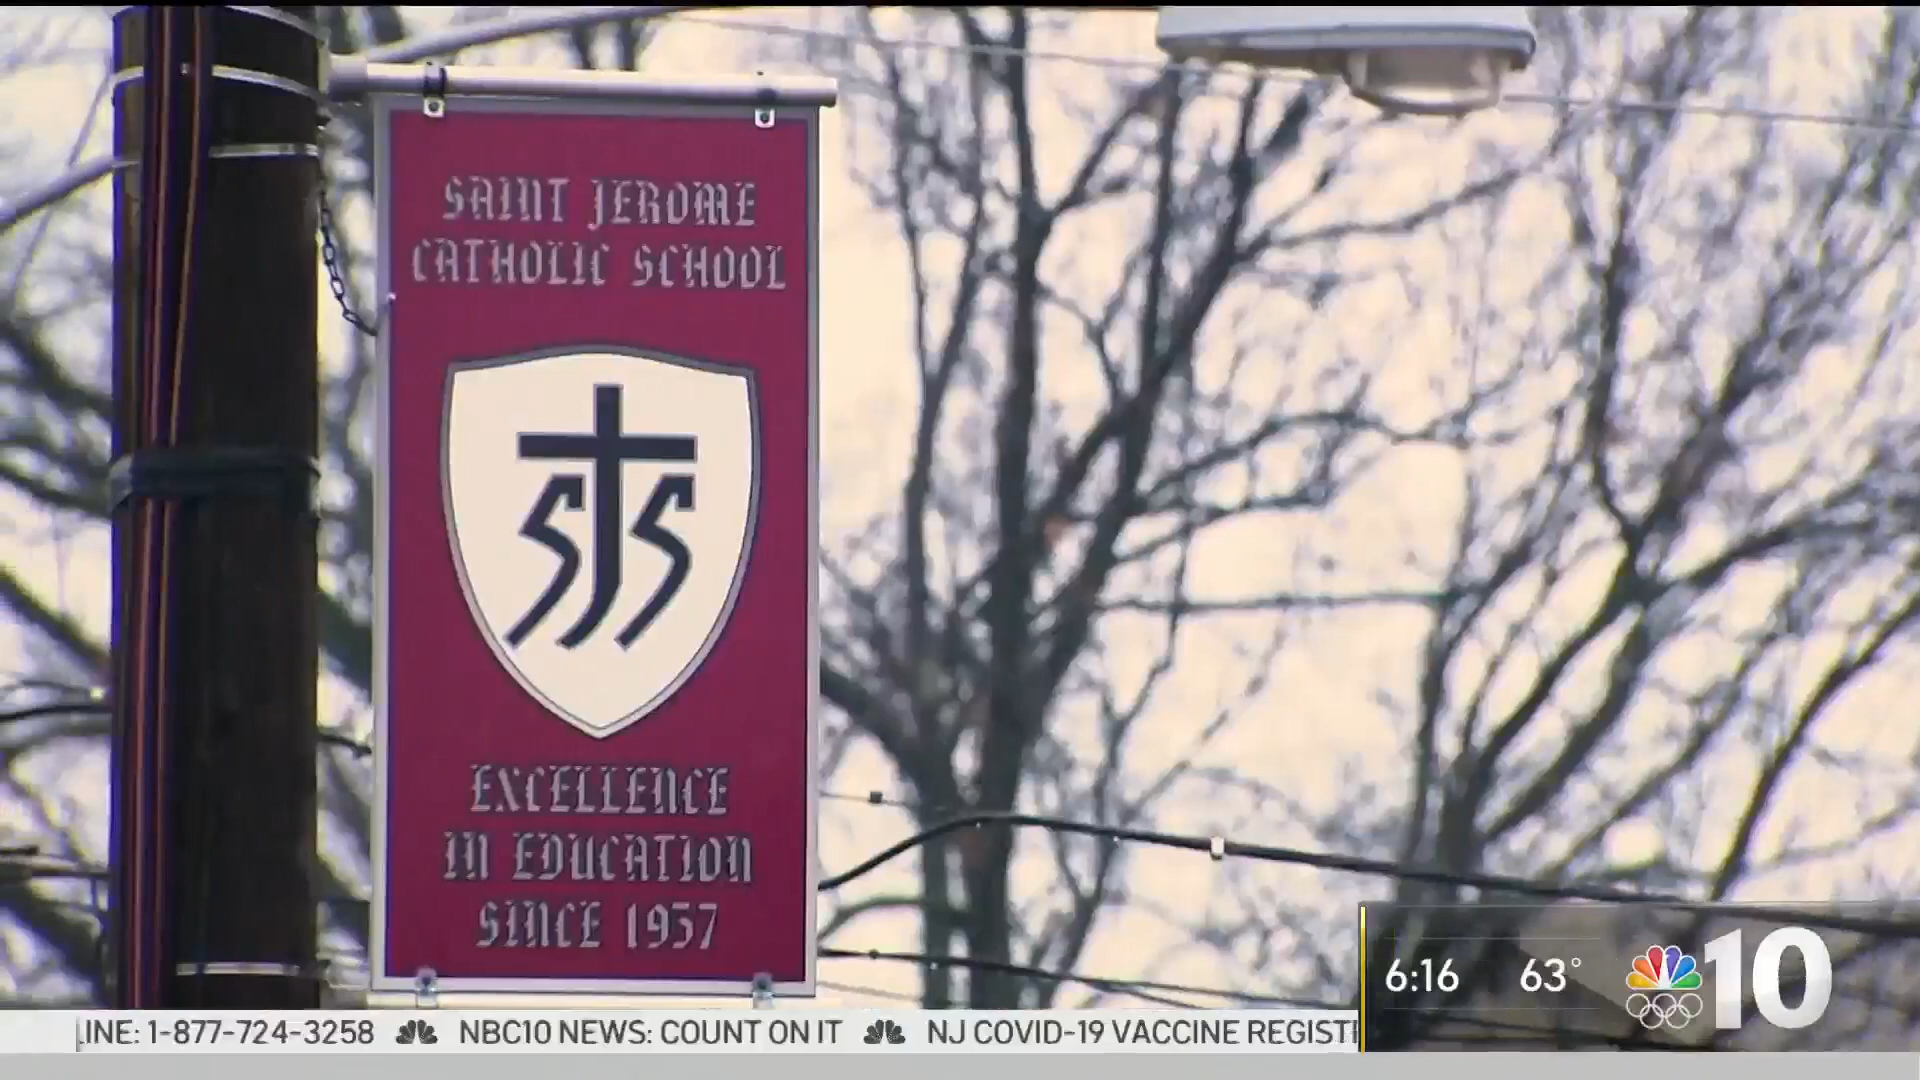 SAINT JEROME
CATHOLIC SCHOOL
SJS
EXCELLENCE
IN EDUCATION
SINCE 1957
6:16 63° 10
LINE: 1-877-724-3258 NBC10 NEWS: COUNT ON IT NJ COVID-19 VACCINE